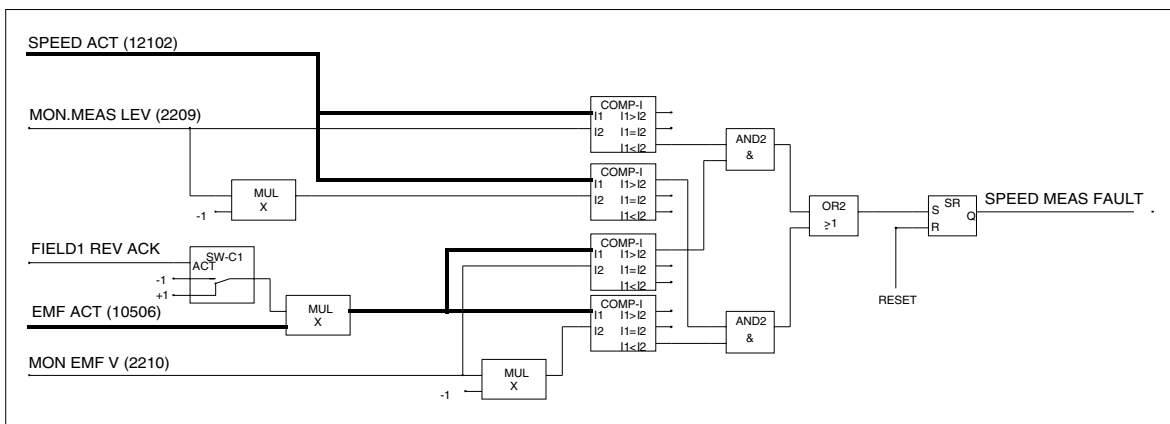 SPEED ACT (12102)
MON.MEAS LEV (2209)
COMP-I
I1 I1>I2
I2 I1=I2
I1<I2
AND2
&
MUL
X
-1
COMP-I
I1 I1>I2
I2 I1=I2
I1<I2
OR2
≥1
SR
S Q
R
SPEED MEAS FAULT
RESET
FIELD1 REV ACK
SW-C1
ACT
-1
+1
COMP-I
I1 I1>I2
I2 I1=I2
I1<I2
EMF ACT (10506)
MUL
X
COMP-I
I1 I1>I2
I2 I1=I2
I1<I2
AND2
&
MON EMF V (2210)
MUL
X
-1